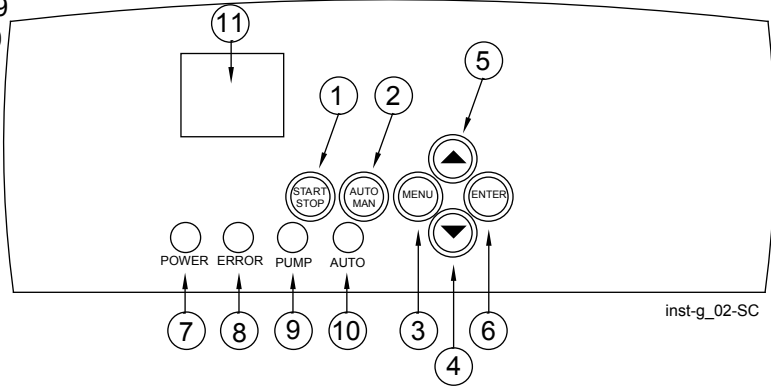 11
1
2
5
START
STOP
AUTO
MAN
MENU
ENTER
POWER
ERROR
PUMP
AUTO
inst-g_02-SC
7
8
9
10
3
4
6